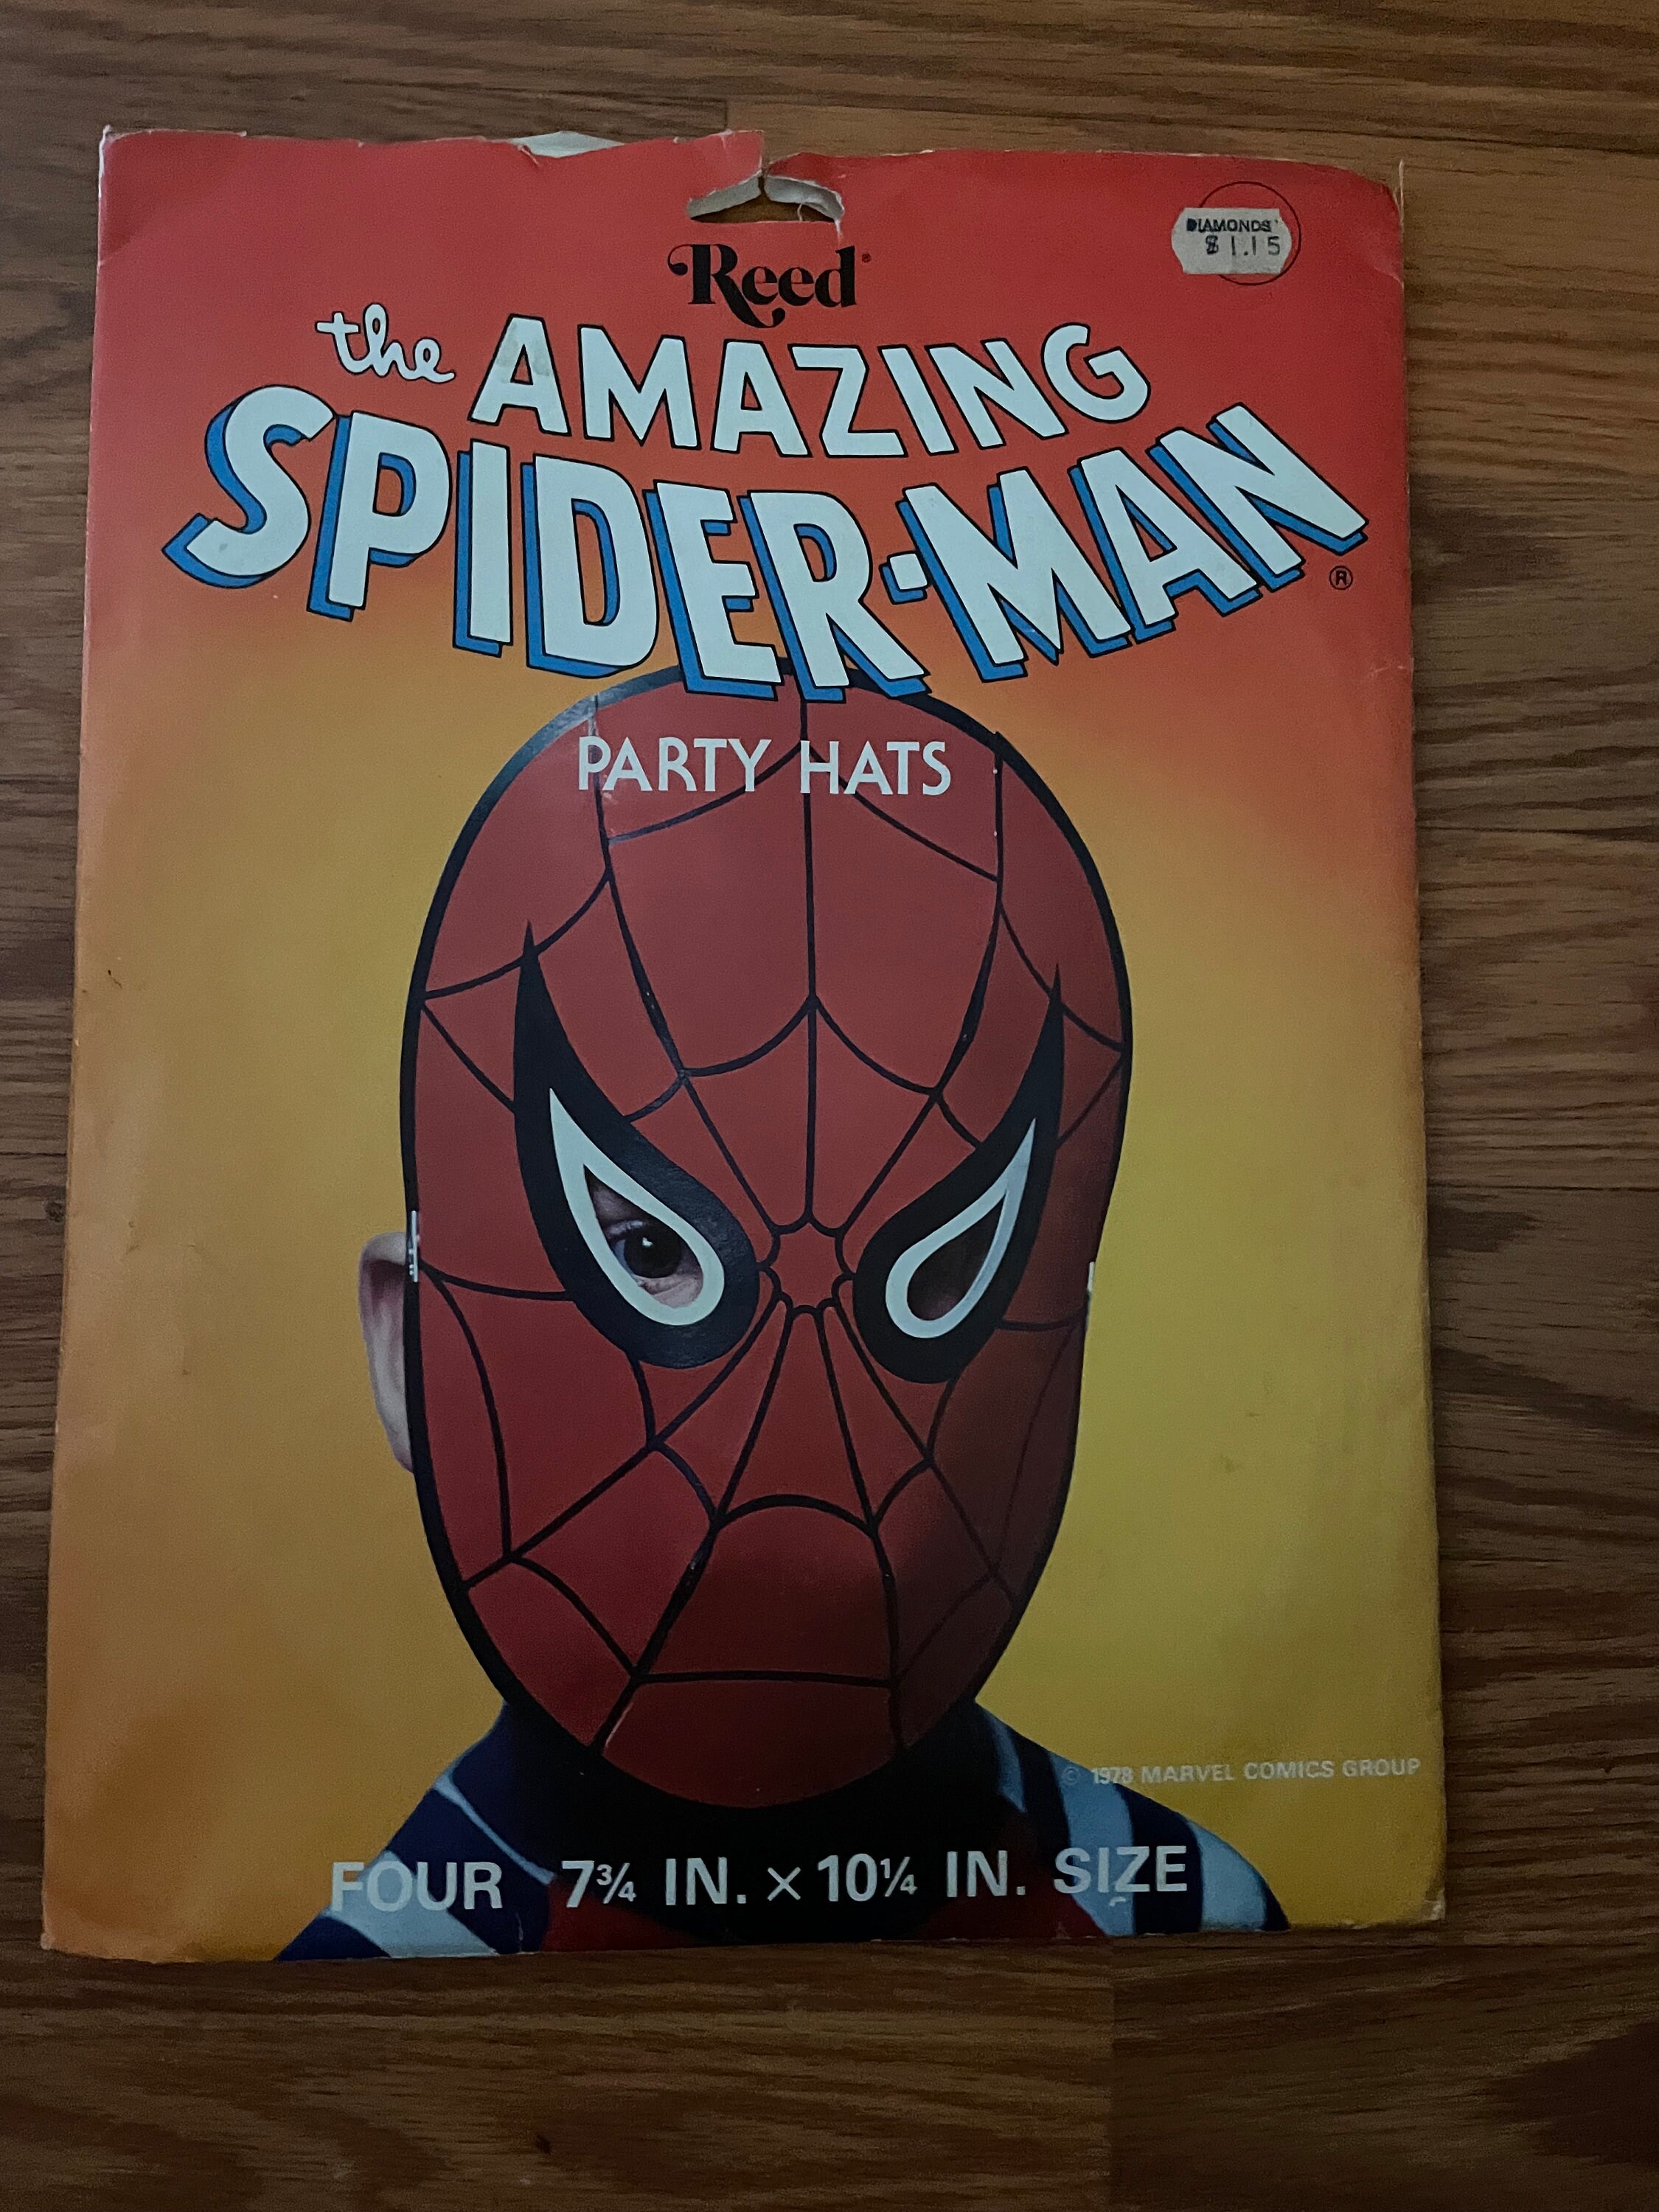 Reed®
DIAMONDS'
$1.15
the AMAZING
SPIDER-MAN®
PARTY HATS
© 1978 MARVEL COMICS GROUP
FOUR 7¾ IN. × 10¼ IN. SIZE